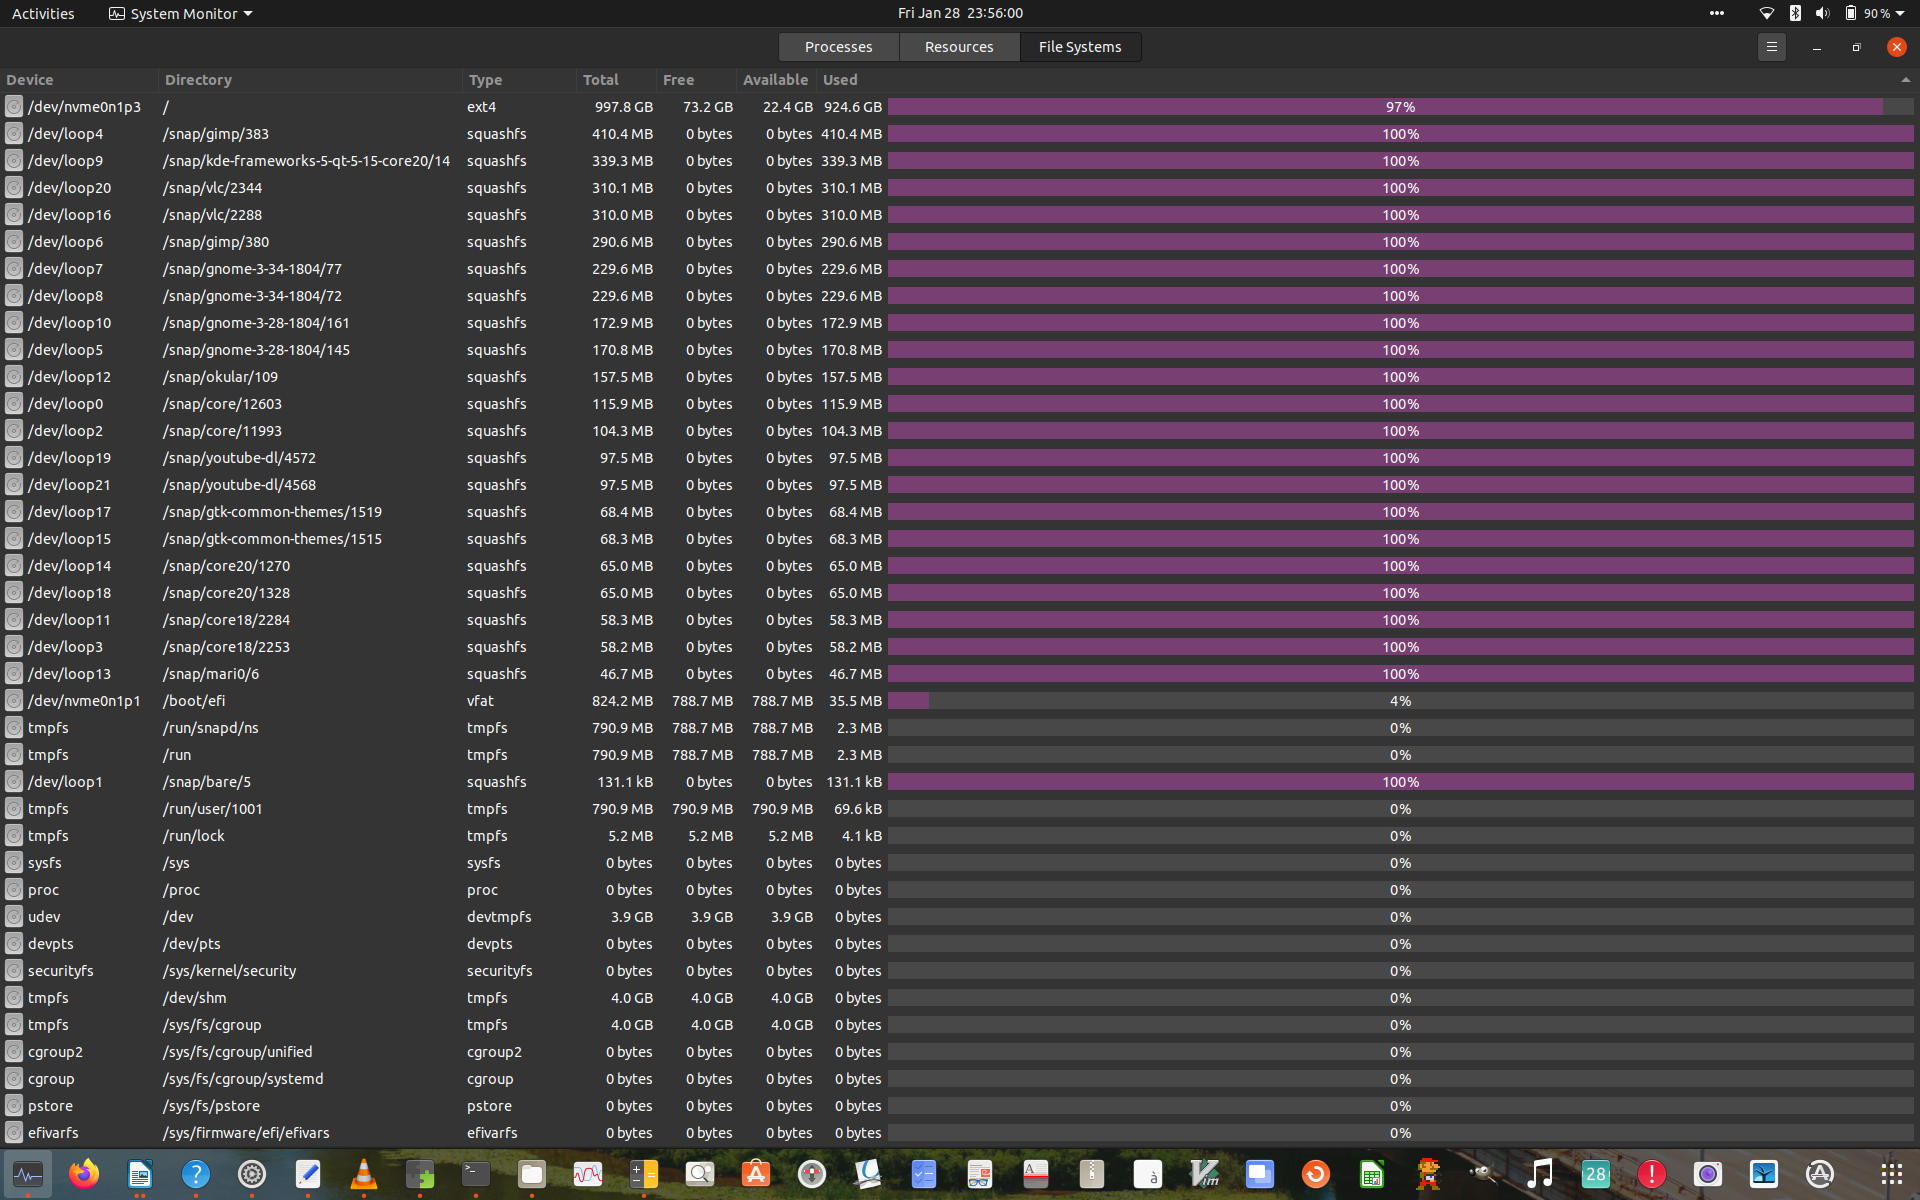 Activities System Monitor Fri Jan 28 23:56:00 90 %
Processes Resources File Systems
Device Directory Type Total Free Available Used
/dev/nvme0n1p3 / ext4 997.8 GB 73.2 GB 22.4 GB 924.6 GB 97%
/dev/loop4 /snap/gimp/383 squashfs 410.4 MB 0 bytes 0 bytes 410.4 MB 100%
/dev/loop9 /snap/kde-frameworks-5-qt-5-15-core20/14 squashfs 339.3 MB 0 bytes 0 bytes 339.3 MB 100%
/dev/loop20 /snap/vlc/2344 squashfs 310.1 MB 0 bytes 0 bytes 310.1 MB 100%
/dev/loop16 /snap/vlc/2288 squashfs 310.0 MB 0 bytes 0 bytes 310.0 MB 100%
/dev/loop6 /snap/gimp/380 squashfs 290.6 MB 0 bytes 0 bytes 290.6 MB 100%
/dev/loop7 /snap/gnome-3-34-1804/77 squashfs 229.6 MB 0 bytes 0 bytes 229.6 MB 100%
/dev/loop8 /snap/gnome-3-34-1804/72 squashfs 229.6 MB 0 bytes 0 bytes 229.6 MB 100%
/dev/loop10 /snap/gnome-3-28-1804/161 squashfs 172.9 MB 0 bytes 0 bytes 172.9 MB 100%
/dev/loop5 /snap/gnome-3-28-1804/145 squashfs 170.8 MB 0 bytes 0 bytes 170.8 MB 100%
/dev/loop12 /snap/okular/109 squashfs 157.5 MB 0 bytes 0 bytes 157.5 MB 100%
/dev/loop0 /snap/core/12603 squashfs 115.9 MB 0 bytes 0 bytes 115.9 MB 100%
/dev/loop2 /snap/core/11993 squashfs 104.3 MB 0 bytes 0 bytes 104.3 MB 100%
/dev/loop19 /snap/youtube-dl/4572 squashfs 97.5 MB 0 bytes 0 bytes 97.5 MB 100%
/dev/loop21 /snap/youtube-dl/4568 squashfs 97.5 MB 0 bytes 0 bytes 97.5 MB 100%
/dev/loop17 /snap/gtk-common-themes/1519 squashfs 68.4 MB 0 bytes 0 bytes 68.4 MB 100%
/dev/loop15 /snap/gtk-common-themes/1515 squashfs 68.3 MB 0 bytes 0 bytes 68.3 MB 100%
/dev/loop14 /snap/core20/1270 squashfs 65.0 MB 0 bytes 0 bytes 65.0 MB 100%
/dev/loop18 /snap/core20/1328 squashfs 65.0 MB 0 bytes 0 bytes 65.0 MB 100%
/dev/loop11 /snap/core18/2284 squashfs 58.3 MB 0 bytes 0 bytes 58.3 MB 100%
/dev/loop3 /snap/core18/2253 squashfs 58.2 MB 0 bytes 0 bytes 58.2 MB 100%
/dev/loop13 /snap/mari0/6 squashfs 46.7 MB 0 bytes 0 bytes 46.7 MB 100%
/dev/nvme0n1p1 /boot/efi vfat 824.2 MB 788.7 MB 788.7 MB 35.5 MB 4%
tmpfs /run/snapd/ns tmpfs 790.9 MB 788.7 MB 788.7 MB 2.3 MB 0%
tmpfs /run tmpfs 790.9 MB 788.7 MB 788.7 MB 2.3 MB 0%
/dev/loop1 /snap/bare/5 squashfs 131.1 kB 0 bytes 0 bytes 131.1 kB 100%
tmpfs /run/user/1001 tmpfs 790.9 MB 790.9 MB 790.9 MB 69.6 kB 0%
tmpfs /run/lock tmpfs 5.2 MB 5.2 MB 5.2 MB 4.1 kB 0%
sysfs /sys sysfs 0 bytes 0 bytes 0 bytes 0 bytes 0%
proc /proc proc 0 bytes 0 bytes 0 bytes 0 bytes 0%
udev /dev devtmpfs 3.9 GB 3.9 GB 3.9 GB 0 bytes 0%
devpts /dev/pts devpts 0 bytes 0 bytes 0 bytes 0 bytes 0%
securityfs /sys/kernel/security securityfs 0 bytes 0 bytes 0 bytes 0 bytes 0%
tmpfs /dev/shm tmpfs 4.0 GB 4.0 GB 4.0 GB 0 bytes 0%
tmpfs /sys/fs/cgroup tmpfs 4.0 GB 4.0 GB 4.0 GB 0 bytes 0%
cgroup2 /sys/fs/cgroup/unified cgroup2 0 bytes 0 bytes 0 bytes 0 bytes 0%
cgroup /sys/fs/cgroup/systemd cgroup 0 bytes 0 bytes 0 bytes 0 bytes 0%
pstore /sys/fs/pstore pstore 0 bytes 0 bytes 0 bytes 0 bytes 0%
efivarfs /sys/firmware/efi/efivars efivarfs 0 bytes 0 bytes 0 bytes 0 bytes 0%
? >_ A à Vim 28 !